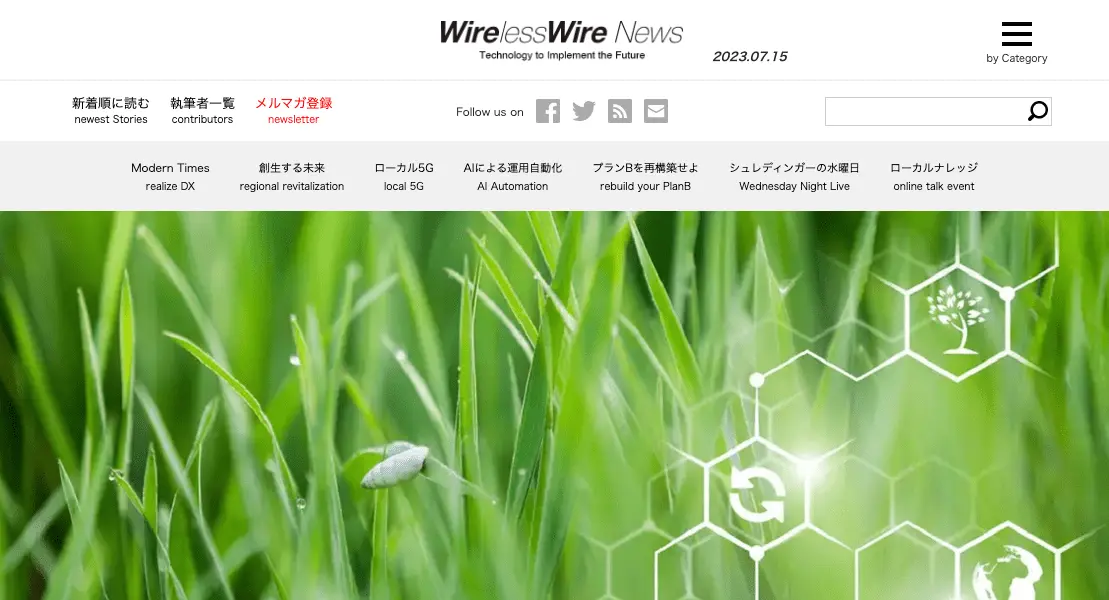 WirelessWire News
Technology to Implement the Future
2023.07.15
by Category
新着順に読む
newest Stories
執筆者一覧
contributors
メルマガ登録
newsletter
Follow us on
Modern Times
realize DX
創生する未来
regional revitalization
ローカル5G
local 5G
AIによる運用自動化
AI Automation
プランBを再構築せよ
rebuild your PlanB
シュレディンガーの水曜日
Wednesday Night Live
ローカルナレッジ
online talk event